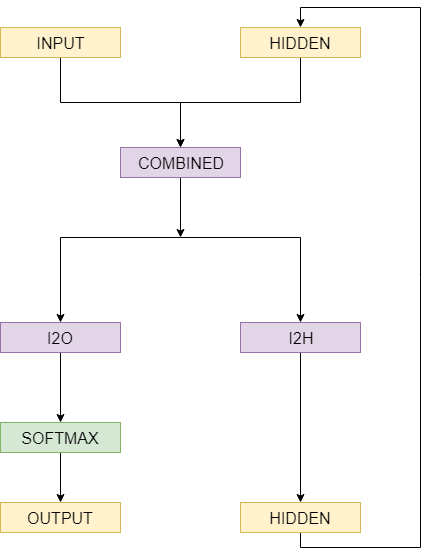 INPUT
HIDDEN
COMBINED
I2O
I2H
SOFTMAX
OUTPUT
HIDDEN